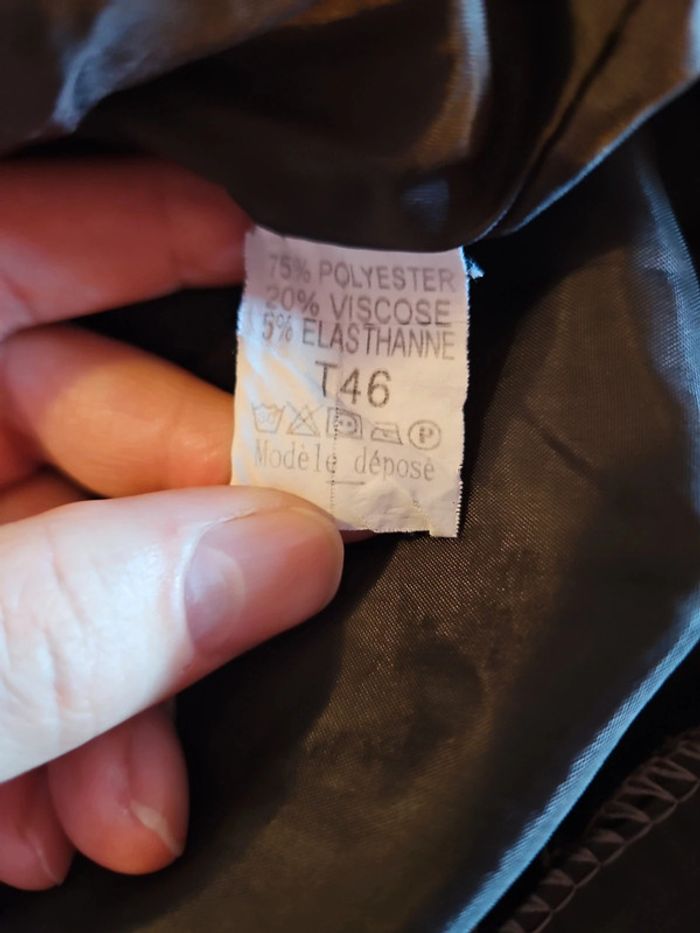 75% POLYESTER
20% VISCOSE
5% ELASTHANNE
T46
P
Modèle déposé